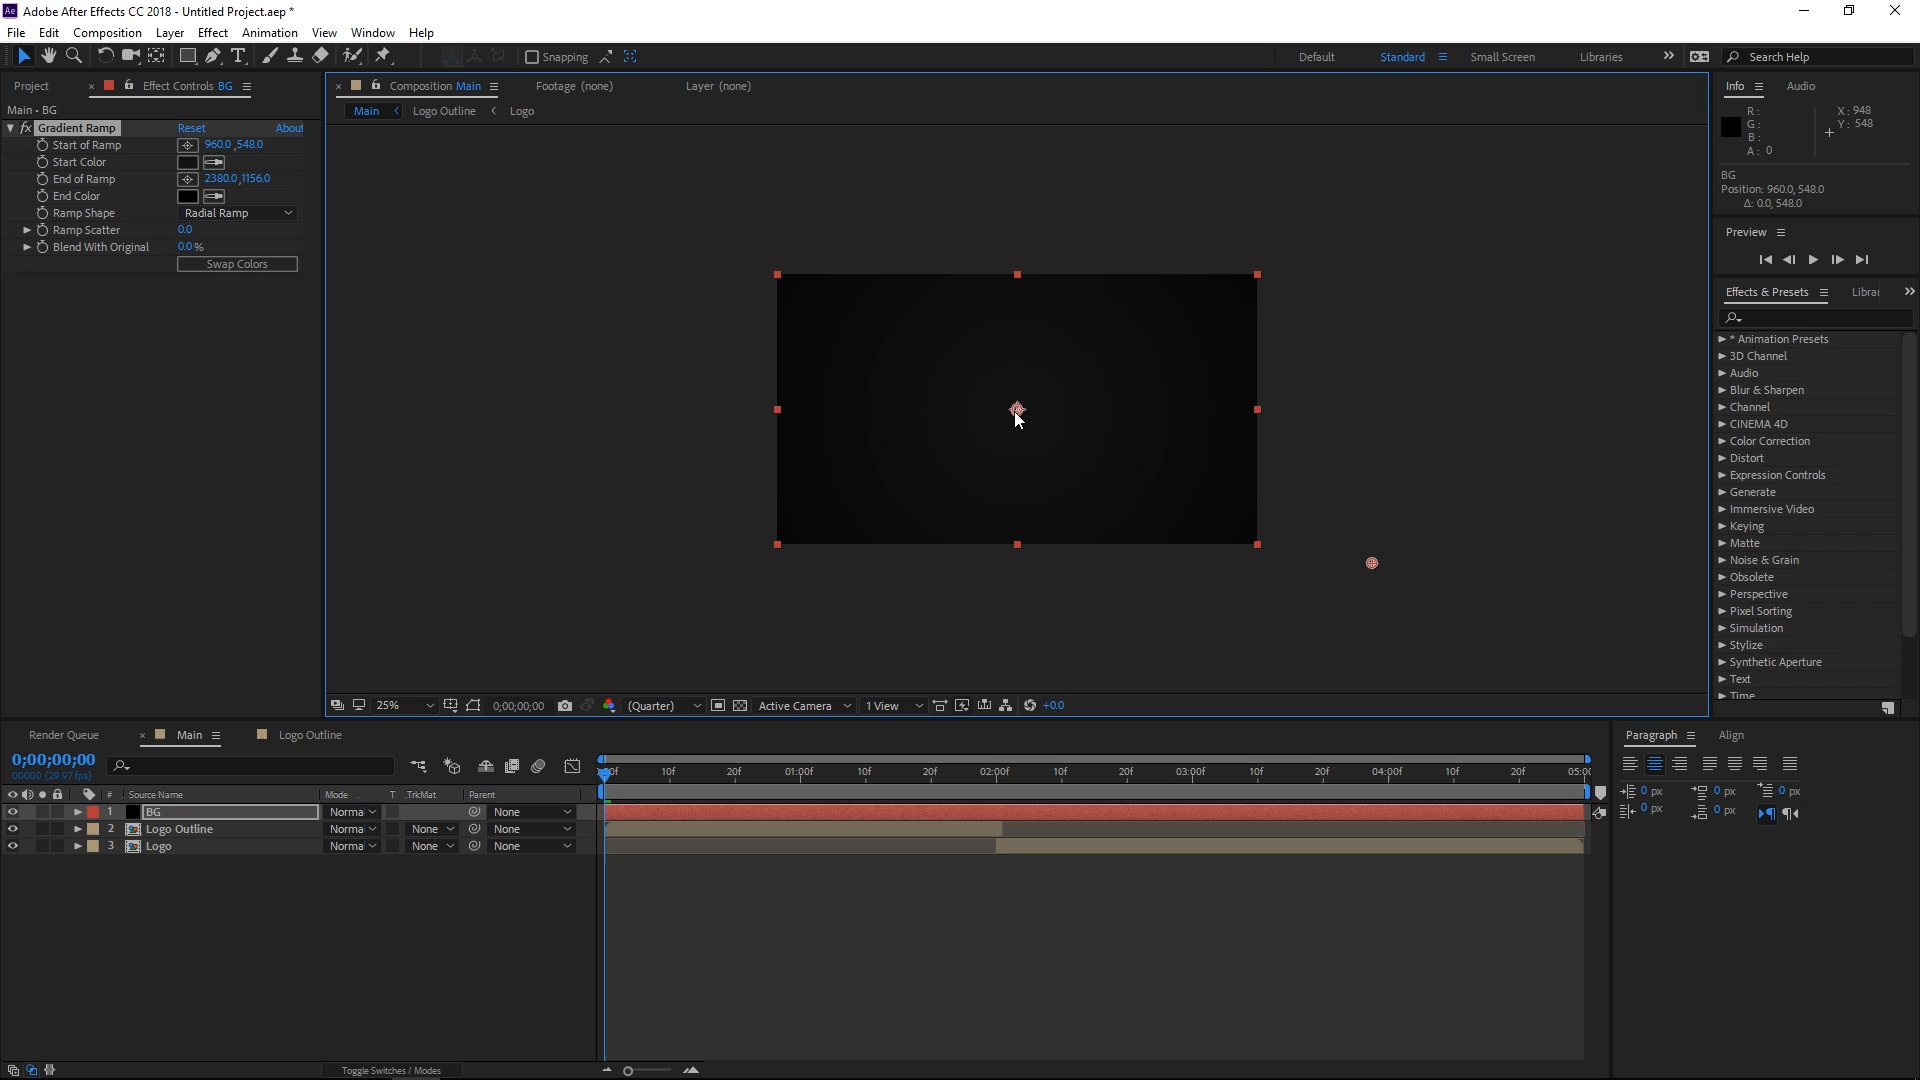 Ae Adobe After Effects CC 2018 - Untitled Project.aep *
File Edit Composition Layer Effect Animation View Window Help
Snapping Default Standard Small Screen Libraries Search Help
Project Effect Controls BG
Main • BG
fx Gradient Ramp Reset About
Start of Ramp 960.0 ,548.0
Start Color
End of Ramp 2380.0 ,1156.0
End Color
Ramp Shape Radial Ramp
Ramp Scatter 0.0
Blend With Original 0.0 %
Swap Colors
Composition Main Footage (none) Layer (none)
Main Logo Outline Logo
25% 0;00;00;00 (Quarter) Active Camera 1 View +0.0
Info Audio
R: X: 948
G: Y: 548
B:
A: 0
BG
Position: 960.0, 548.0
Δ: 0.0, 548.0
Preview
Effects & Presets Librar
* Animation Presets
3D Channel
Audio
Blur & Sharpen
Channel
CINEMA 4D
Color Correction
Distort
Expression Controls
Generate
Immersive Video
Keying
Matte
Noise & Grain
Obsolete
Perspective
Pixel Sorting
Simulation
Stylize
Synthetic Aperture
Text
Time
Render Queue Main Logo Outline
0;00;00;00
00000 (29.97 fps)
10f 20f 01:00f 10f 20f 02:00f 10f 20f 03:00f 10f 20f 04:00f 10f 20f 05:0
# Source Name Mode T .TrkMat Parent
1 BG Norma None
2 Logo Outline Norma None None
3 Logo Norma None None
Toggle Switches / Modes
Paragraph Align
0 px 0 px 0 px
0 px 0 px